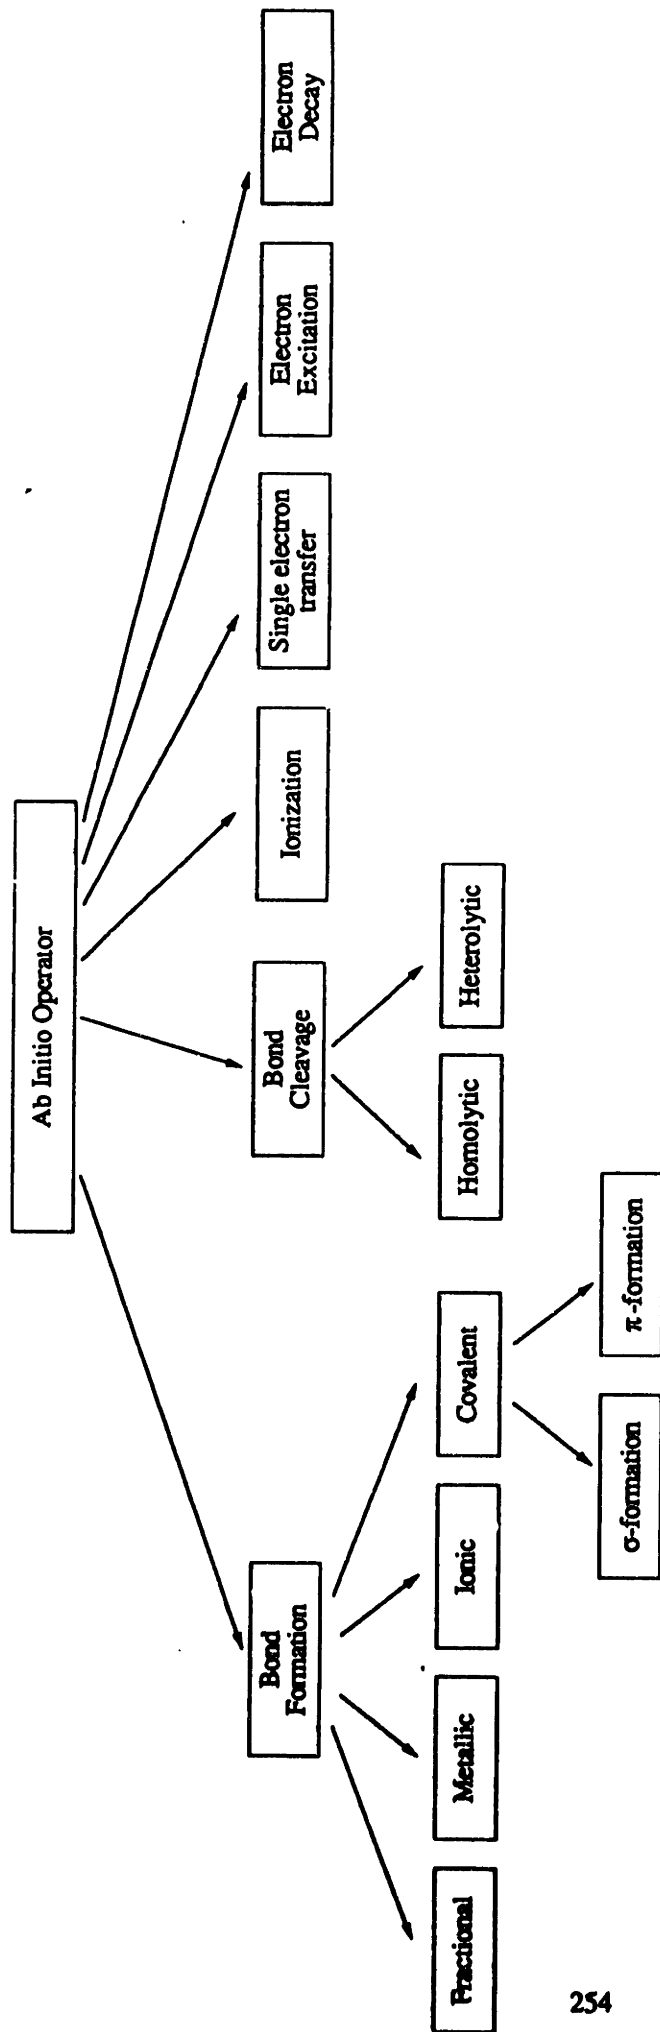 Ab Initio Operator
Bond
Formation
Bond
Cleavage
Ionization
Single electron
transfer
Electron
Excitation
Electron
Decay
Fractional
Metallic
Ionic
Covalent
Homolytic
Heterolytic
σ-formation
π-formation
254